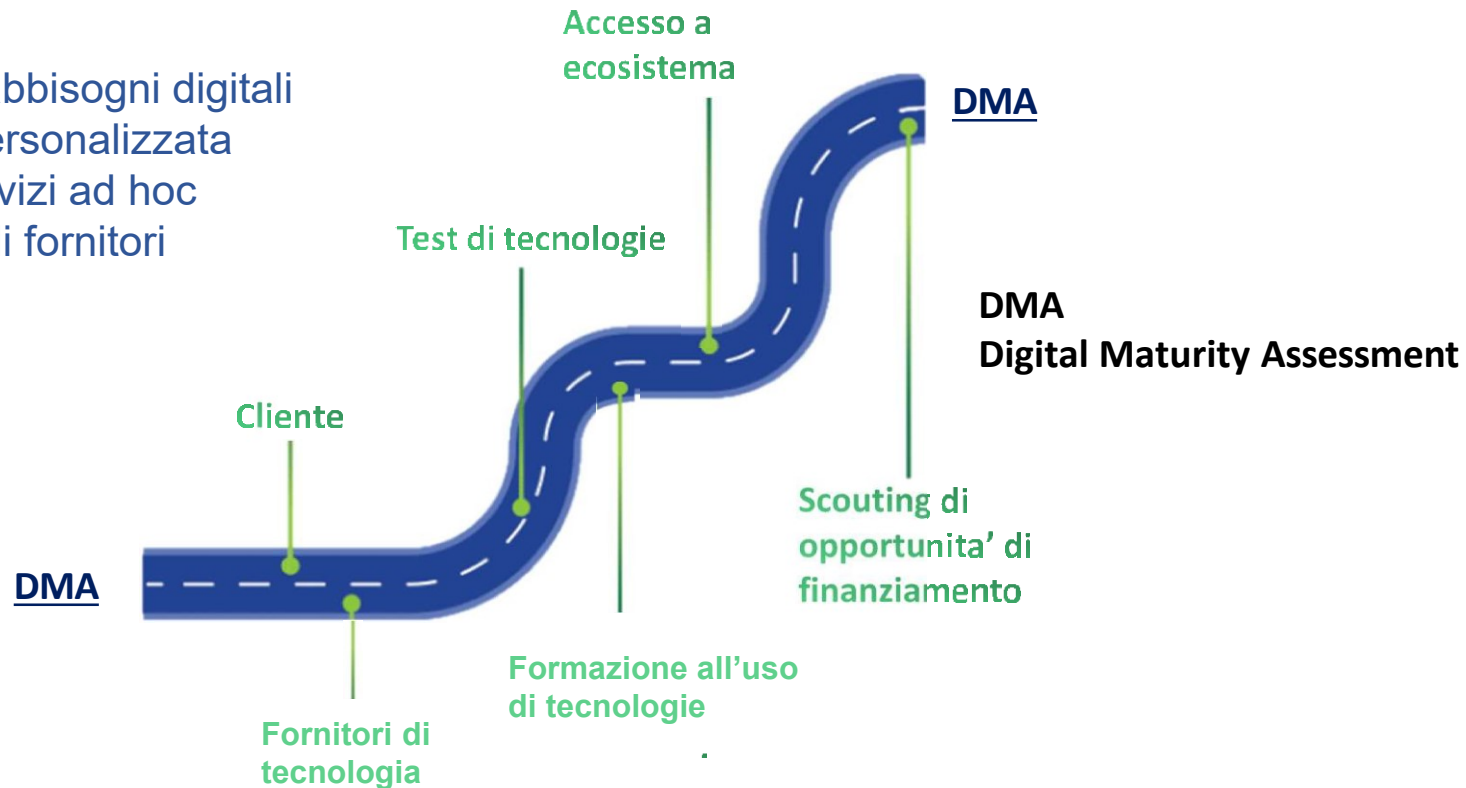 Accesso a
ecosistema
bbisogni digitali
ersonalizzata
vizi ad hoc
i fornitori
DMA
Test di tecnologie
DMA
Digital Maturity Assessment
Cliente
Scouting di
opportunita' di
finanziamento
DMA
Formazione all'uso
di tecnologie
Fornitori di
tecnologia